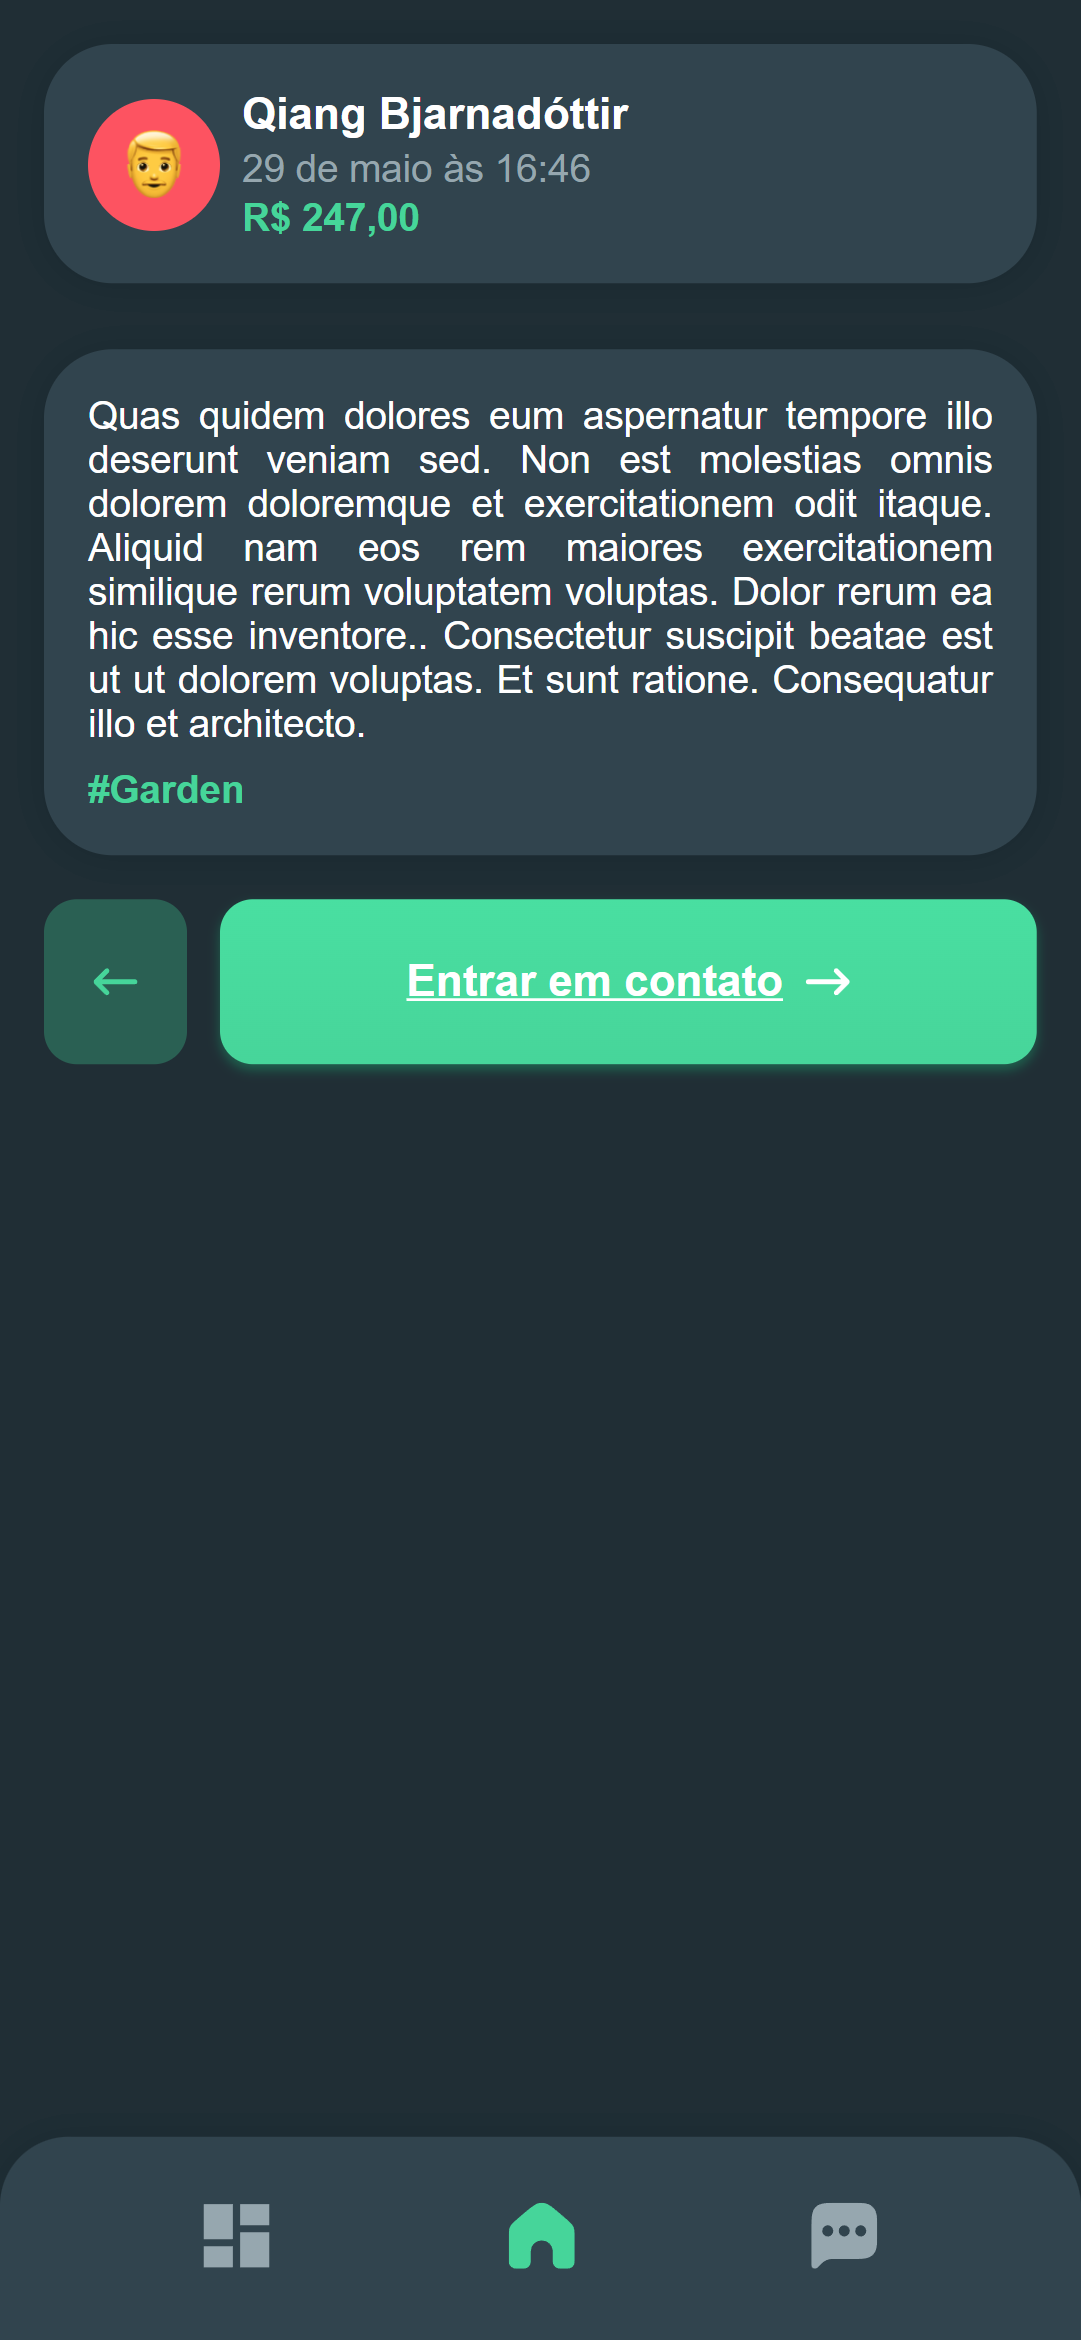 Qiang Bjarnadóttir
29 de maio às 16:46
R$ 247,00
Quas quidem dolores eum aspernatur tempore illo
deserunt veniam sed. Non est molestias omnis
dolorem doloremque et exercitationem odit itaque.
Aliquid nam eos rem maiores exercitationem
similique rerum voluptatem voluptas. Dolor rerum ea
hic esse inventore.. Consectetur suscipit beatae est
ut ut dolorem voluptas. Et sunt ratione. Consequatur
illo et architecto.
#Garden
Entrar em contato